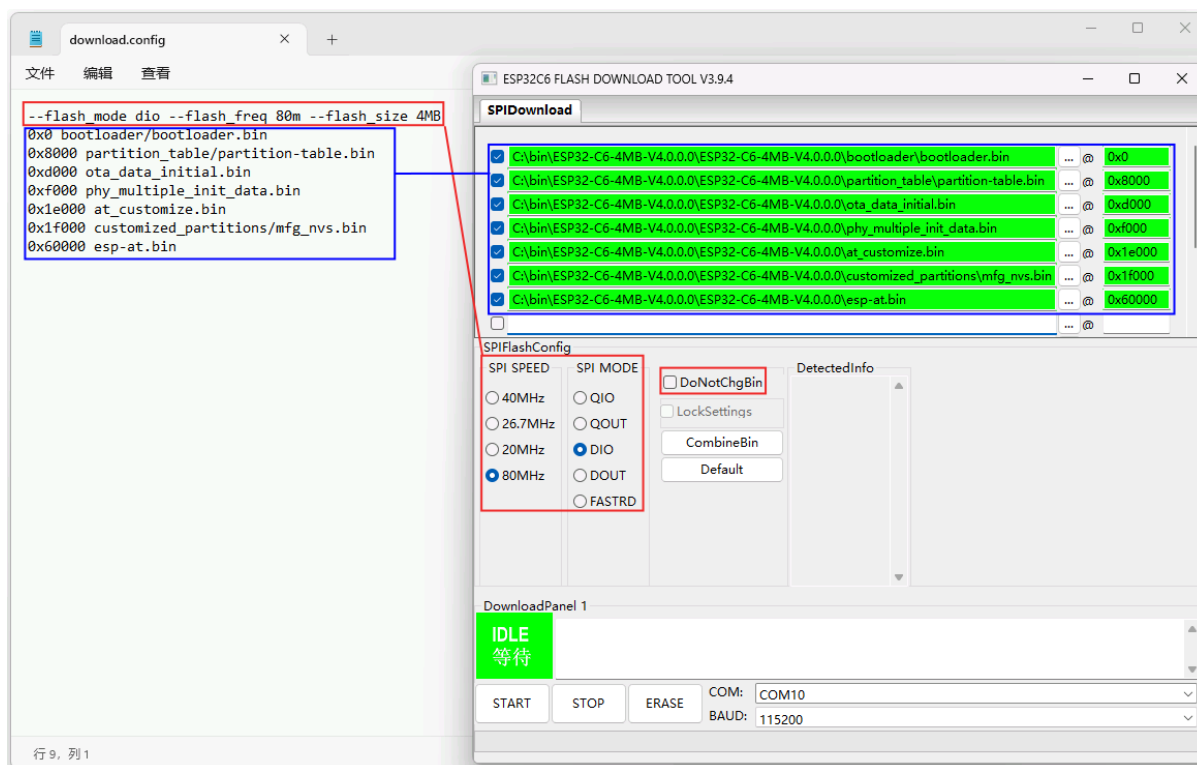 download.config
文件 编辑 查看
--flash_mode dio --flash_freq 80m --flash_size 4MB
0x0 bootloader/bootloader.bin
0x8000 partition_table/partition-table.bin
0xd000 ota_data_initial.bin
0xf000 phy_multiple_init_data.bin
0x1e000 at_customize.bin
0x1f000 customized_partitions/mfg_nvs.bin
0x60000 esp-at.bin
行 9, 列 1
ESP32C6 FLASH DOWNLOAD TOOL V3.9.4
SPIDownload
C:\bin\ESP32-C6-4MB-V4.0.0.0\ESP32-C6-4MB-V4.0.0.0\bootloader\bootloader.bin ... @ 0x0
C:\bin\ESP32-C6-4MB-V4.0.0.0\ESP32-C6-4MB-V4.0.0.0\partition_table\partition-table.bin ... @ 0x8000
C:\bin\ESP32-C6-4MB-V4.0.0.0\ESP32-C6-4MB-V4.0.0.0\ota_data_initial.bin ... @ 0xd000
C:\bin\ESP32-C6-4MB-V4.0.0.0\ESP32-C6-4MB-V4.0.0.0\phy_multiple_init_data.bin ... @ 0xf000
C:\bin\ESP32-C6-4MB-V4.0.0.0\ESP32-C6-4MB-V4.0.0.0\at_customize.bin ... @ 0x1e000
C:\bin\ESP32-C6-4MB-V4.0.0.0\ESP32-C6-4MB-V4.0.0.0\customized_partitions\mfg_nvs.bin ... @ 0x1f000
C:\bin\ESP32-C6-4MB-V4.0.0.0\ESP32-C6-4MB-V4.0.0.0\esp-at.bin ... @ 0x60000
... @
SPIFlashConfig
SPI SPEED
40MHz
26.7MHz
20MHz
80MHz
SPI MODE
QIO
QOUT
DIO
DOUT
FASTRD
DoNotChgBin
LockSettings
CombineBin
Default
DetectedInfo
DownloadPanel 1
IDLE
等待
START STOP ERASE
COM: COM10
BAUD: 115200